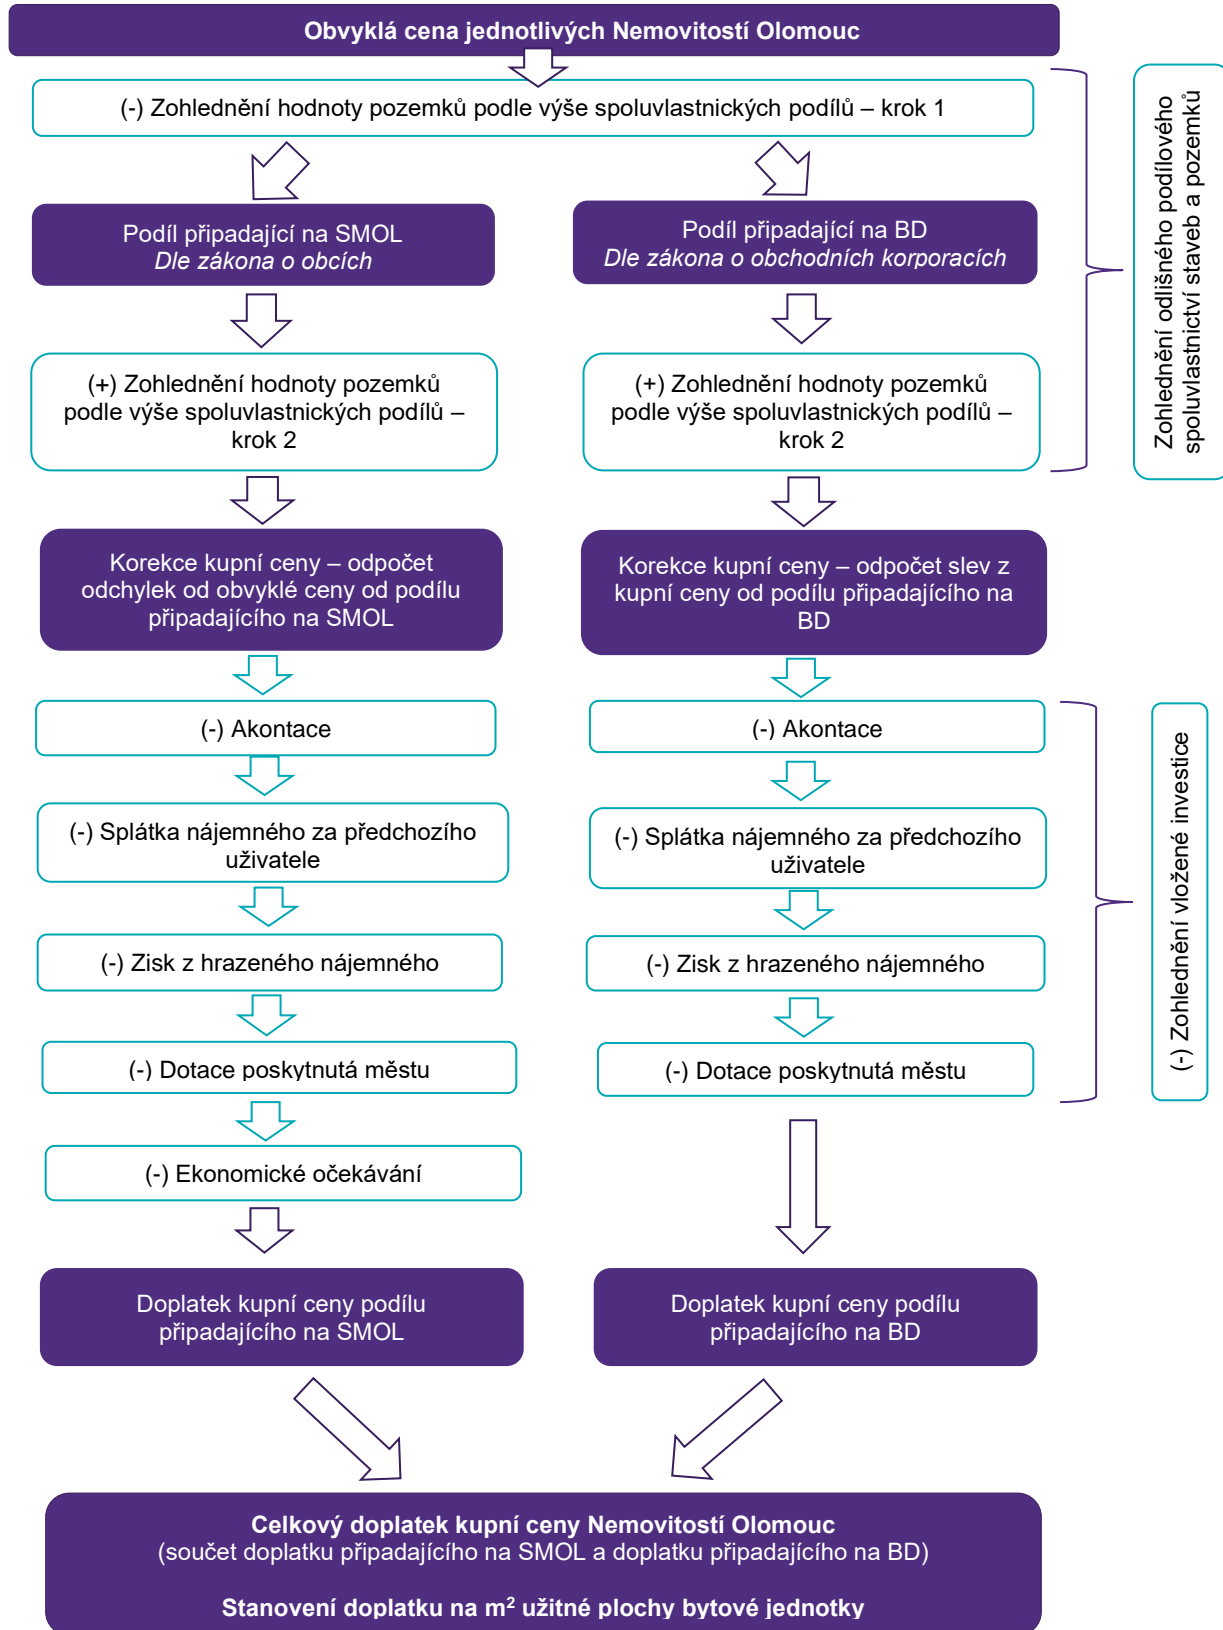 Obvyklá cena jednotlivých Nemovitostí Olomouc
(-) Zohlednění hodnoty pozemků podle výše spoluvlastnických podílů – krok 1
Podíl připadající na SMOL
Dle zákona o obcích
(+) Zohlednění hodnoty pozemků
podle výše spoluvlastnických podílů –
krok 2
Korekce kupní ceny – odpočet
odchylek od obvyklé ceny od podílu
připadajícího na SMOL
(-) Akontace
(-) Splátka nájemného za předchozího
uživatele
(-) Zisk z hrazeného nájemného
(-) Dotace poskytnutá městu
(-) Ekonomické očekávání
Doplatek kupní ceny podílu
připadajícího na SMOL
Podíl připadající na BD
Dle zákona o obchodních korporacích
(+) Zohlednění hodnoty pozemků
podle výše spoluvlastnických podílů –
krok 2
Korekce kupní ceny – odpočet slev z
kupní ceny od podílu připadajícího na
BD
(-) Akontace
(-) Splátka nájemného za předchozího
uživatele
(-) Zisk z hrazeného nájemného
(-) Dotace poskytnutá městu
Doplatek kupní ceny podílu
připadajícího na BD
Zohlednění odlišného podílového
spoluvlastnictví staveb a pozemků
(-) Zohlednění vložené investice
Celkový doplatek kupní ceny Nemovitostí Olomouc
(součet doplatku připadajícího na SMOL a doplatku připadajícího na BD)
Stanovení doplatku na m² užitné plochy bytové jednotky